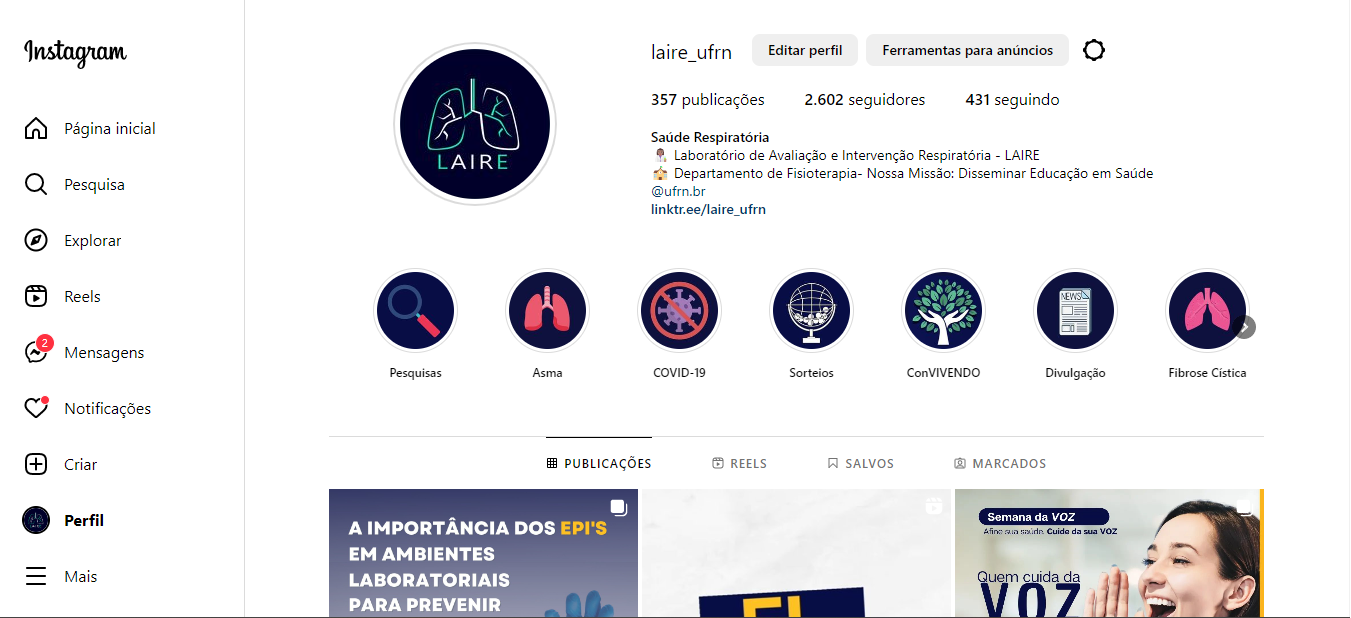 Instagram
Página inicial
Pesquisa
Explorar
Reels
2
Mensagens
Notificações
Criar
Perfil
Mais
LAIRE
laire_ufrn
Editar perfil
Ferramentas para anúncios
357 publicações
2.602 seguidores
431 seguindo
Saúde Respiratória
Laboratório de Avaliação e Intervenção Respiratória - LAIRE
Departamento de Fisioterapia- Nossa Missão: Disseminar Educação em Saúde
@ufrn.br
linktr.ee/laire_ufrn
NEWS
Pesquisas
Asma
COVID-19
Sorteios
ConVIVENDO
Divulgação
Fibrose Cística
PUBLICAÇÕES
REELS
SALVOS
MARCADOS
A IMPORTÂNCIA DOS EPI'S
EM AMBIENTES
LABORATORIAIS
PARA PREVENIR
Semana da VOZ
Afine sua saúde. Cuide da sua VOZ
Quem cuida da
VOZ